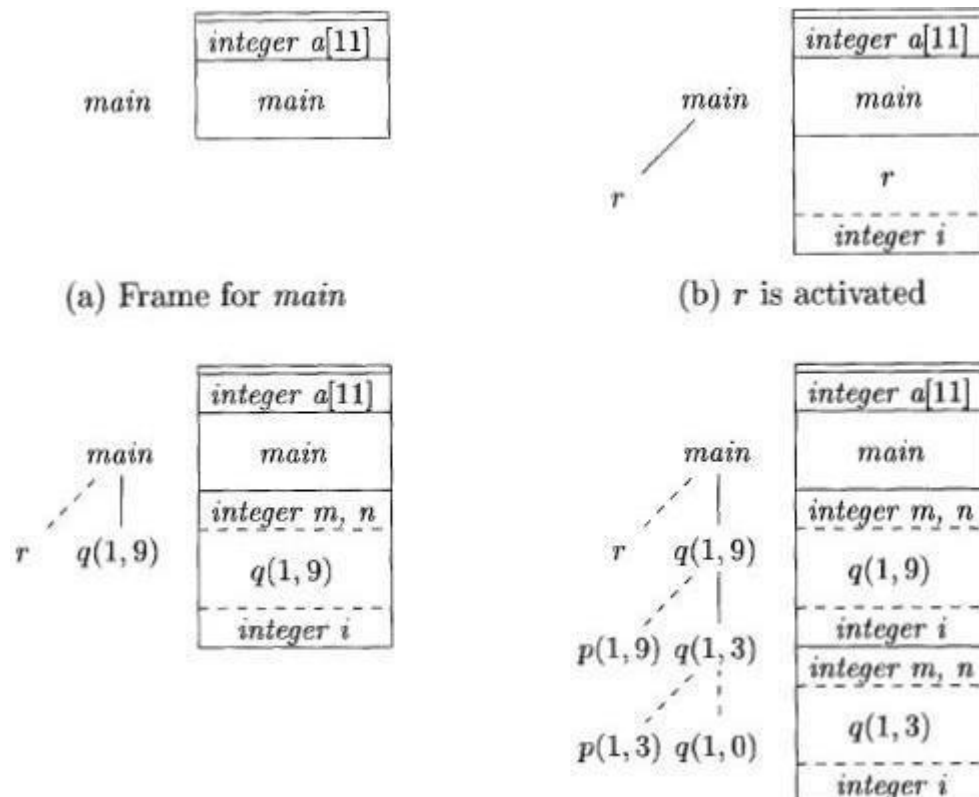 integer a[11]
main
main
(a) Frame for main
integer a[11]
main
main
r
r
integer i
(b) r is activated
integer a[11]
main
main
integer m, n
r
q(1, 9)
q(1, 9)
integer i
integer a[11]
main
main
integer m, n
r
q(1, 9)
q(1, 9)
integer i
p(1, 9) q(1, 3)
integer m, n
q(1, 3)
p(1, 3) q(1, 0)
integer i